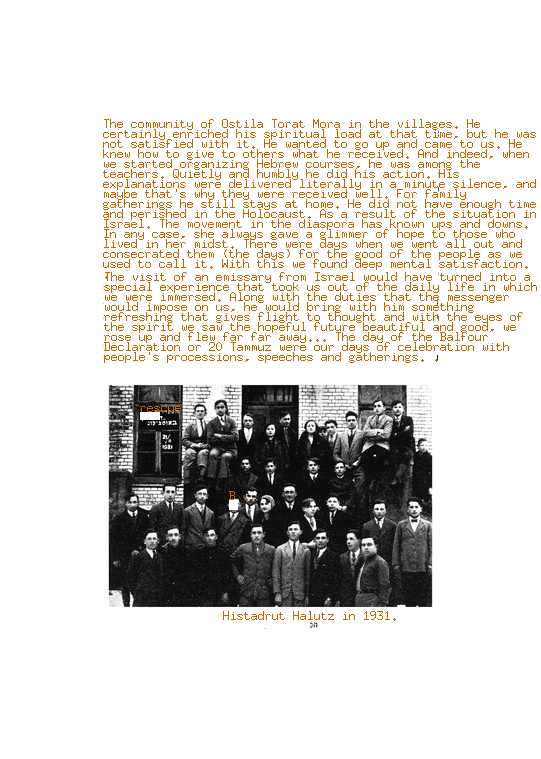 The community of Ostila Torat Mora in the villages. He
certainly enriched his spiritual load at that time, but he was
not satisfied with it. He wanted to go up and came to us. He
knew how to give to others what he received. And indeed, when
we started organizing Hebrew courses, he was among the
teachers. Quietly and humbly he did his action. His
explanations were delivered literally in a minute silence, and
maybe that's why they were received well. For family
gatherings he still stays at home. He did not have enough time
and perished in the Holocaust. As a result of the situation in
Israel. The movement in the diaspora has known ups and downs.
In any case, she always gave a glimmer of hope to those who
lived in her midst. There were days when we went all out and
consecrated them (the days) for the good of the people as we
used to call it. With this we found deep mental satisfaction.
The visit of an emissary from Israel would have turned into a
special experience that took us out of the daily life in which
we were immersed. Along with the duties that the messenger
would impose on us, he would bring with him something
refreshing that gives flight to thought and with the eyes of
the spirit we saw the hopeful future beautiful and good, we
rose up and flew far far away... The day of the Balfour
Declaration or 20 Tammuz were our days of celebration with
people's processions, speeches and gatherings.
1931
B
Histadrut Halutz in 1931.